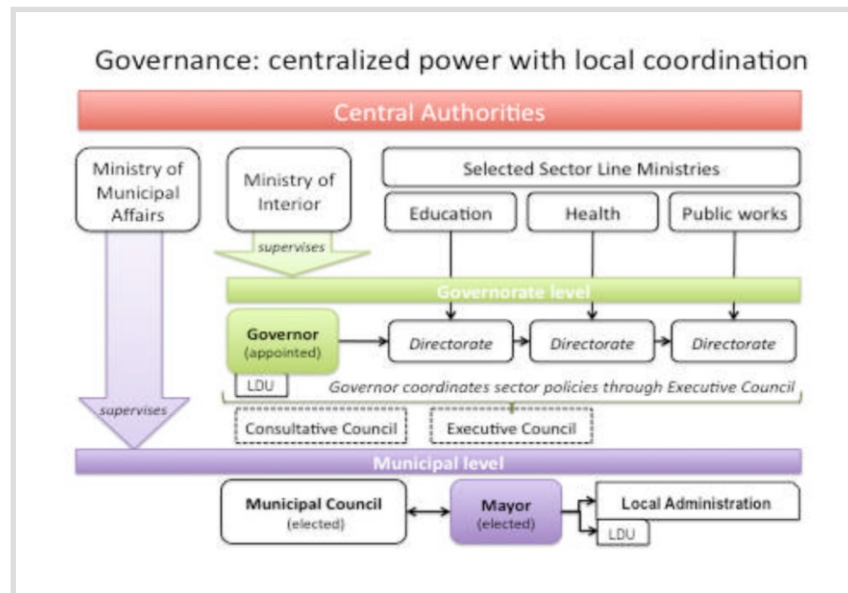 Governance: centralized power with local coordination
Central Authorities
Ministry of
Municipal
Affairs
Ministry of
Interior
Selected Sector Line Ministries
Education
Health
Public works
supervises
Governorate level
Governor
(appointed)
Directorate
Directorate
Directorate
LDU
Governor coordinates sector policies through Executive Council
supervises
Consultative Council
Executive Council
Municipal level
Municipal Council
(elected)
Mayor
(elected)
Local Administration
LDU